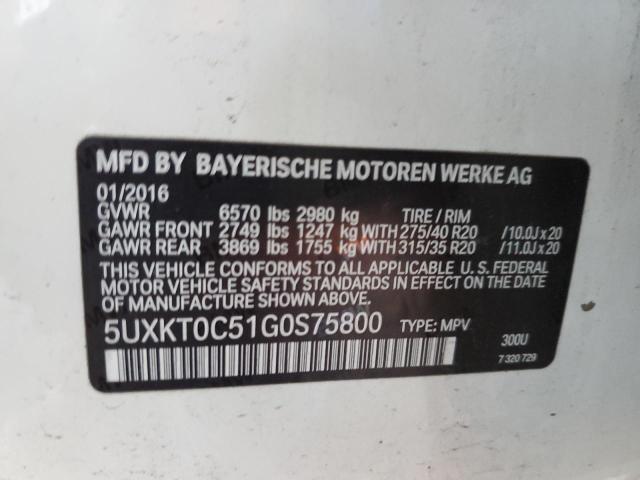 MFD BY BAYERISCHE MOTOREN WERKE AG
01/2016
GVWR 6570 lbs 2980 kg TIRE / RIM
GAWR FRONT 2749 lbs 1247 kg WITH 275/40 R20 /10.0J x 20
GAWR REAR 3869 lbs 1755 kg WITH 315/35 R20 /11.0J x 20
THIS VEHICLE CONFORMS TO ALL APPLICABLE U. S. FEDERAL
MOTOR VEHICLE SAFETY STANDARDS IN EFFECT ON THE DATE
OF MANUFACTURE SHOWN ABOVE.
5UXKT0C51G0S75800 TYPE: MPV 300U
7 320 729